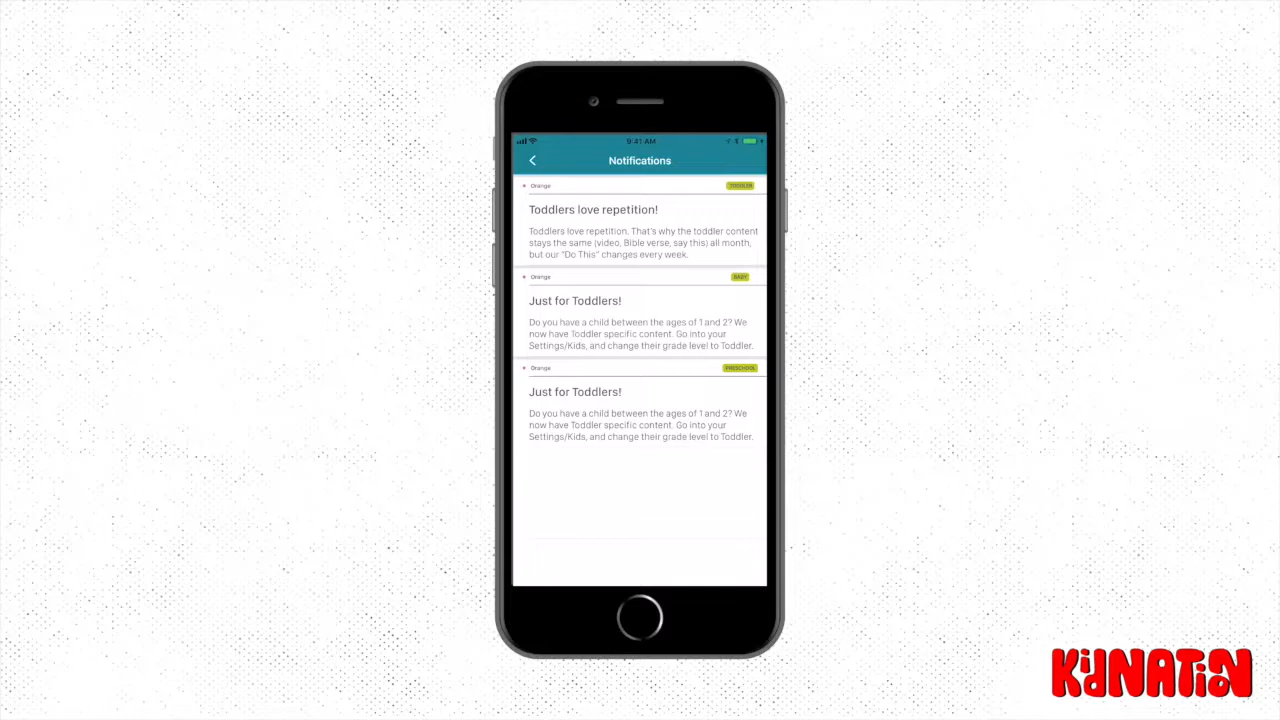 9:41 AM
Notifications
Orange
TODDLER
Toddlers love repetition!
Toddlers love repetition. That's why the toddler content
stays the same (video, Bible verse, say this) all month,
but our "Do This" changes every week.
Orange
BABY
Just for Toddlers!
Do you have a child between the ages of 1 and 2? We
now have Toddler specific content. Go into your
Settings/Kids, and change their grade level to Toddler.
Orange
PRESCHOOL
Just for Toddlers!
Do you have a child between the ages of 1 and 2? We
now have Toddler specific content. Go into your
Settings/Kids, and change their grade level to Toddler.
KidNATION